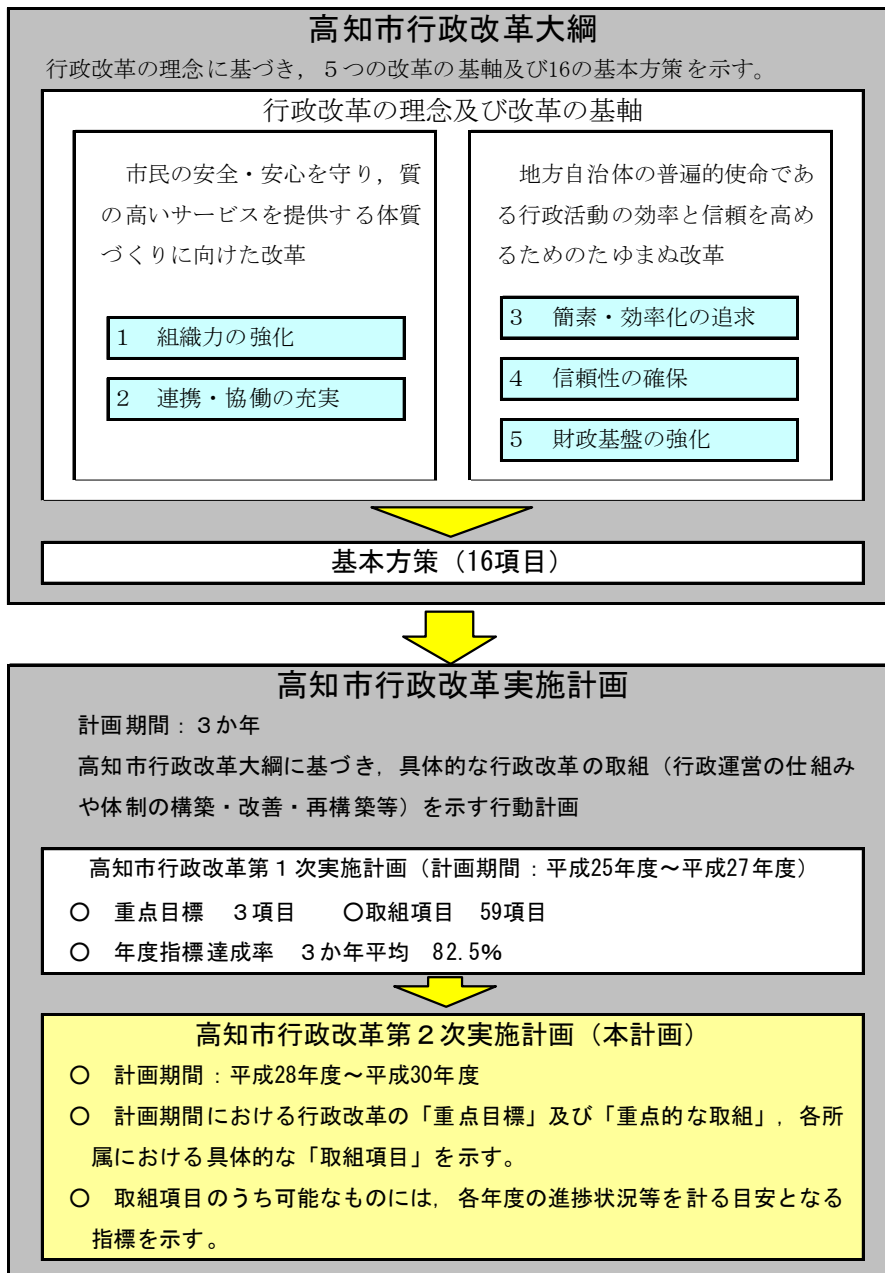 高知市行政改革大綱
行政改革の理念に基づき，５つの改革の基軸及び16の基本方策を示す。
行政改革の理念及び改革の基軸
市民の安全・安心を守り，質
の高いサービスを提供する体質
づくりに向けた改革
１　組織力の強化
２　連携・協働の充実
地方自治体の普遍的使命であ
る行政活動の効率と信頼を高め
るためのたゆまぬ改革
３　簡素・効率化の追求
４　信頼性の確保
５　財政基盤の強化
基本方策（16項目）
高知市行政改革実施計画
計画期間：３か年
高知市行政改革大綱に基づき，具体的な行政改革の取組（行政運営の仕組み
や体制の構築・改善・再構築等）を示す行動計画
高知市行政改革第１次実施計画（計画期間：平成25年度～平成27年度）
○　重点目標　３項目　　○取組項目　59項目
○　年度指標達成率　３か年平均　82.5%
高知市行政改革第２次実施計画（本計画）
○　計画期間：平成28年度～平成30年度
○　計画期間における行政改革の「重点目標」及び「重点的な取組」，各所
属における具体的な「取組項目」を示す。
○　取組項目のうち可能なものには，各年度の進捗状況等を計る目安となる
指標を示す。